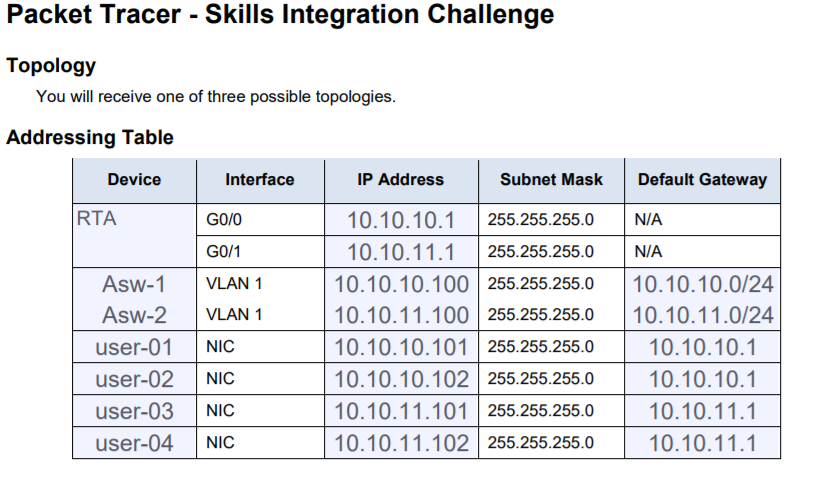 Packet Tracer - Skills Integration Challenge
Topology
You will receive one of three possible topologies.
Addressing Table
Device Interface IP Address Subnet Mask Default Gateway
RTA G0/0 10.10.10.1 255.255.255.0 N/A
G0/1 10.10.11.1 255.255.255.0 N/A
Asw-1 VLAN 1 10.10.10.100 255.255.255.0 10.10.10.0/24
Asw-2 VLAN 1 10.10.11.100 255.255.255.0 10.10.11.0/24
user-01 NIC 10.10.10.101 255.255.255.0 10.10.10.1
user-02 NIC 10.10.10.102 255.255.255.0 10.10.10.1
user-03 NIC 10.10.11.101 255.255.255.0 10.10.11.1
user-04 NIC 10.10.11.102 255.255.255.0 10.10.11.1